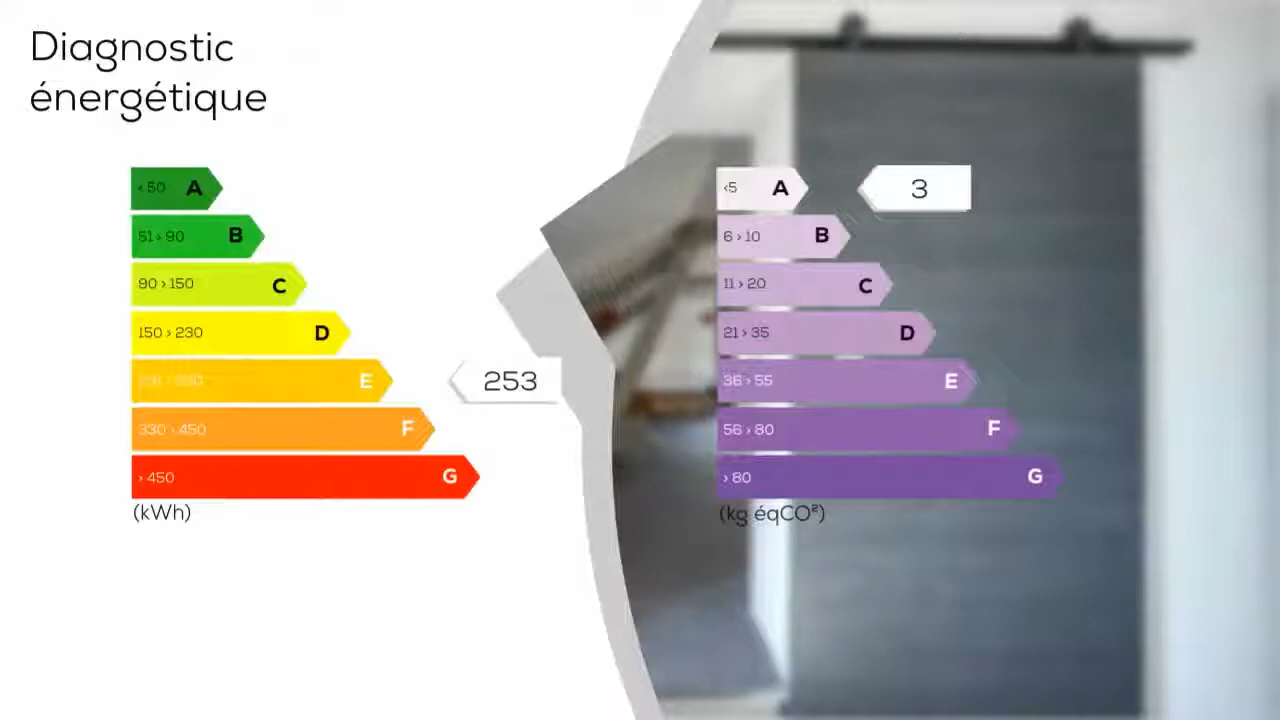 Diagnostic
énergétique
< 50 A
51 > 90 B
90 > 150 C
150 > 230 D
E
253
330 > 450 F
> 450 G
(kWh)
<5 A
3
6 > 10 B
11 > 20 C
21 > 35 D
36 > 55 E
56 > 80 F
> 80 G
(kg éqCO²)